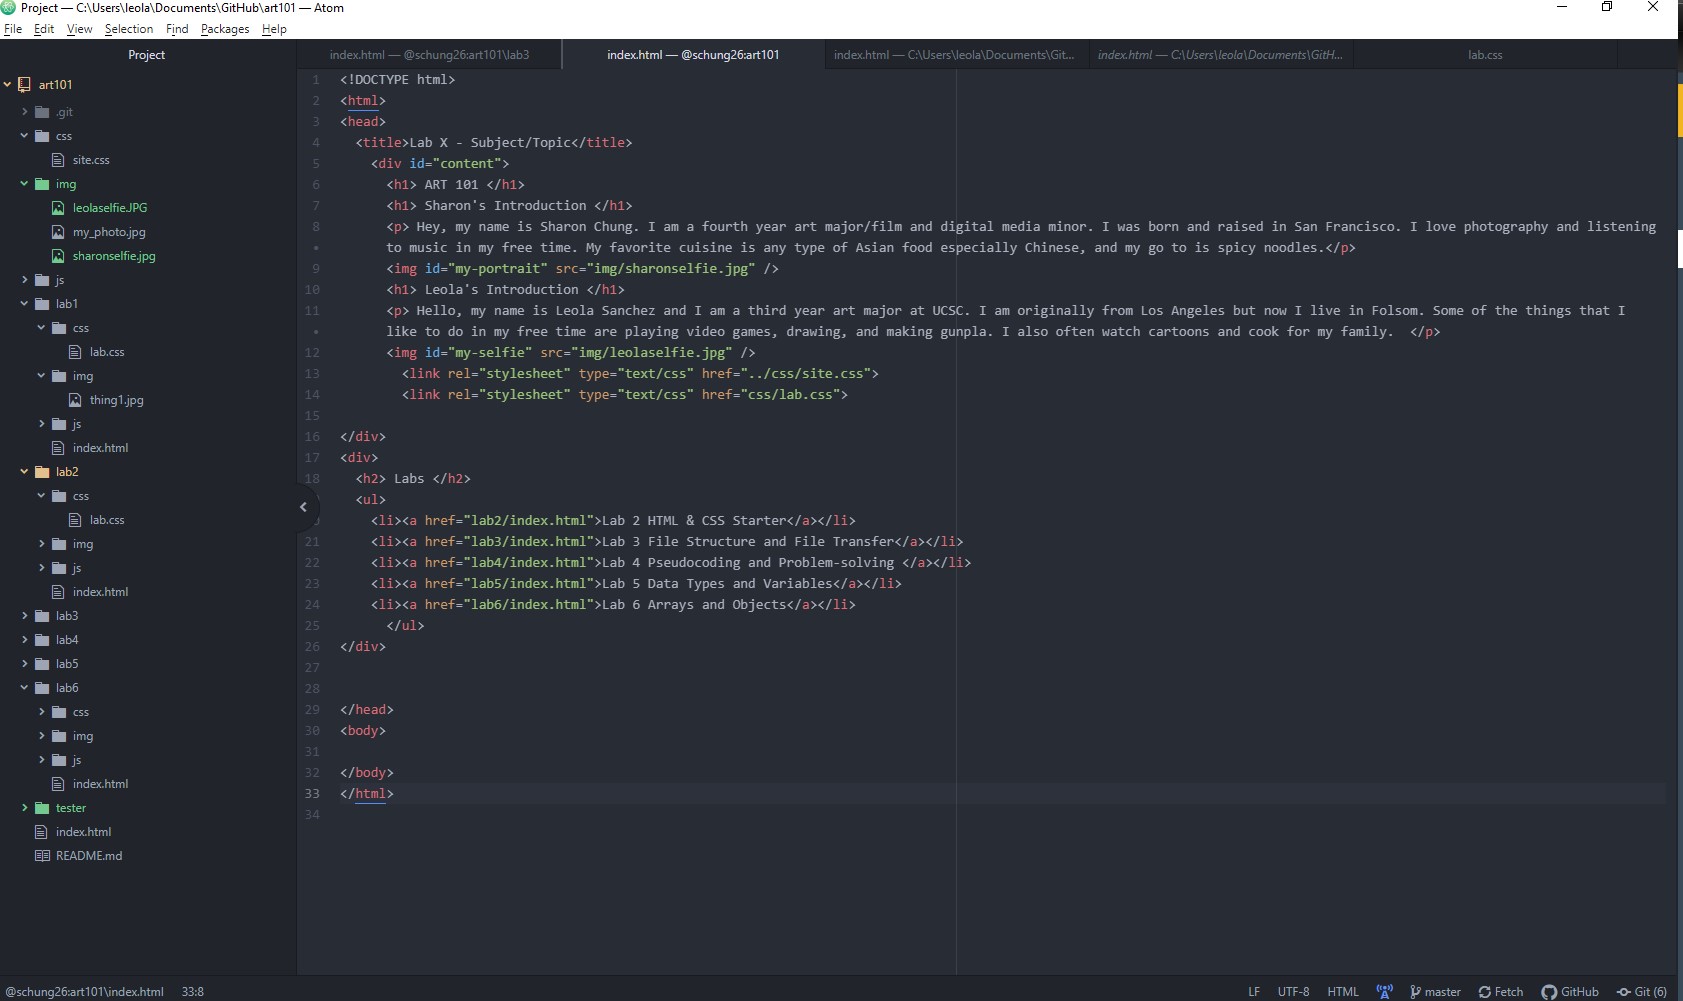 Project — C:\Users\leola\Documents\GitHub\art101 — Atom
File Edit View Selection Find Packages Help
Project
index.html — @schung26:art101\lab3
index.html — @schung26:art101
index.html — C:\Users\leola\Documents\Git...
index.html — C:\Users\leola\Documents\GitH...
lab.css
art101
.git
css
site.css
img
leolaselfie.JPG
my_photo.jpg
sharonselfie.jpg
js
lab1
css
lab.css
img
thing1.jpg
js
index.html
lab2
css
lab.css
img
js
index.html
lab3
lab4
lab5
lab6
css
img
js
index.html
tester
index.html
README.md
1 <!DOCTYPE html>
2 <html>
3 <head>
4 <title>Lab X - Subject/Topic</title>
5 <div id="content">
6 <h1> ART 101 </h1>
7 <h1> Sharon's Introduction </h1>
8 <p> Hey, my name is Sharon Chung. I am a fourth year art major/film and digital media minor. I was born and raised in San Francisco. I love photography and listening
• to music in my free time. My favorite cuisine is any type of Asian food especially Chinese, and my go to is spicy noodles.</p>
9 <img id="my-portrait" src="img/sharonselfie.jpg" />
10 <h1> Leola's Introduction </h1>
11 <p> Hello, my name is Leola Sanchez and I am a third year art major at UCSC. I am originally from Los Angeles but now I live in Folsom. Some of the things that I
• like to do in my free time are playing video games, drawing, and making gunpla. I also often watch cartoons and cook for my family.  </p>
12 <img id="my-selfie" src="img/leolaselfie.jpg" />
13 <link rel="stylesheet" type="text/css" href="../css/site.css">
14 <link rel="stylesheet" type="text/css" href="css/lab.css">
15
16 </div>
17 <div>
18 <h2> Labs </h2>
<ul>
<li><a href="lab2/index.html">Lab 2 HTML & CSS Starter</a></li>
21 <li><a href="lab3/index.html">Lab 3 File Structure and File Transfer</a></li>
22 <li><a href="lab4/index.html">Lab 4 Pseudocoding and Problem-solving </a></li>
23 <li><a href="lab5/index.html">Lab 5 Data Types and Variables</a></li>
24 <li><a href="lab6/index.html">Lab 6 Arrays and Objects</a></li>
25 </ul>
26 </div>
27
28
29 </head>
30 <body>
31
32 </body>
33 </html>
34
@schung26:art101\index.html 33:8 LF UTF-8 HTML master Fetch GitHub Git (6)